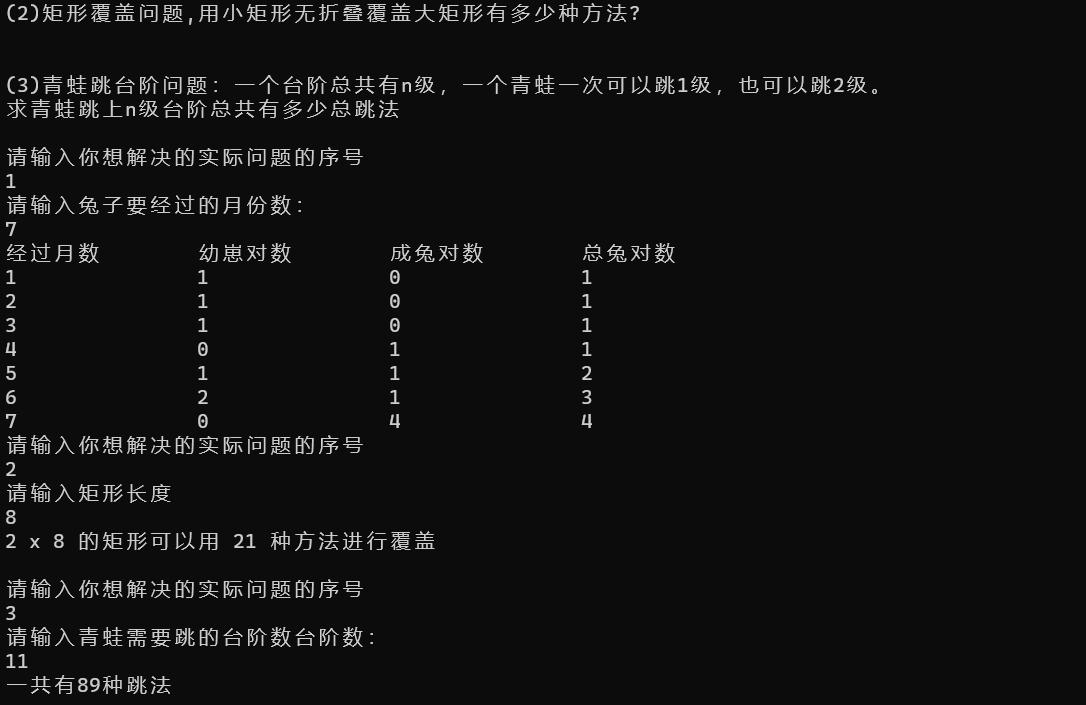 (2)矩形覆盖问题,用小矩形无折叠覆盖大矩形有多少种方法?
(3)青蛙跳台阶问题：一个台阶总共有n级，一个青蛙一次可以跳1级，也可以跳2级。
求青蛙跳上n级台阶总共有多少总跳法
请输入你想解决的实际问题的序号
1
请输入兔子要经过的月份数：
7
经过月数 幼崽对数 成兔对数 总兔对数
1 1 0 1
2 1 0 1
3 1 0 1
4 0 1 1
5 1 1 2
6 2 1 3
7 0 4 4
请输入你想解决的实际问题的序号
2
请输入矩形长度
8
2 x 8 的矩形可以用 21 种方法进行覆盖
请输入你想解决的实际问题的序号
3
请输入青蛙需要跳的台阶数台阶数：
11
一共有89种跳法